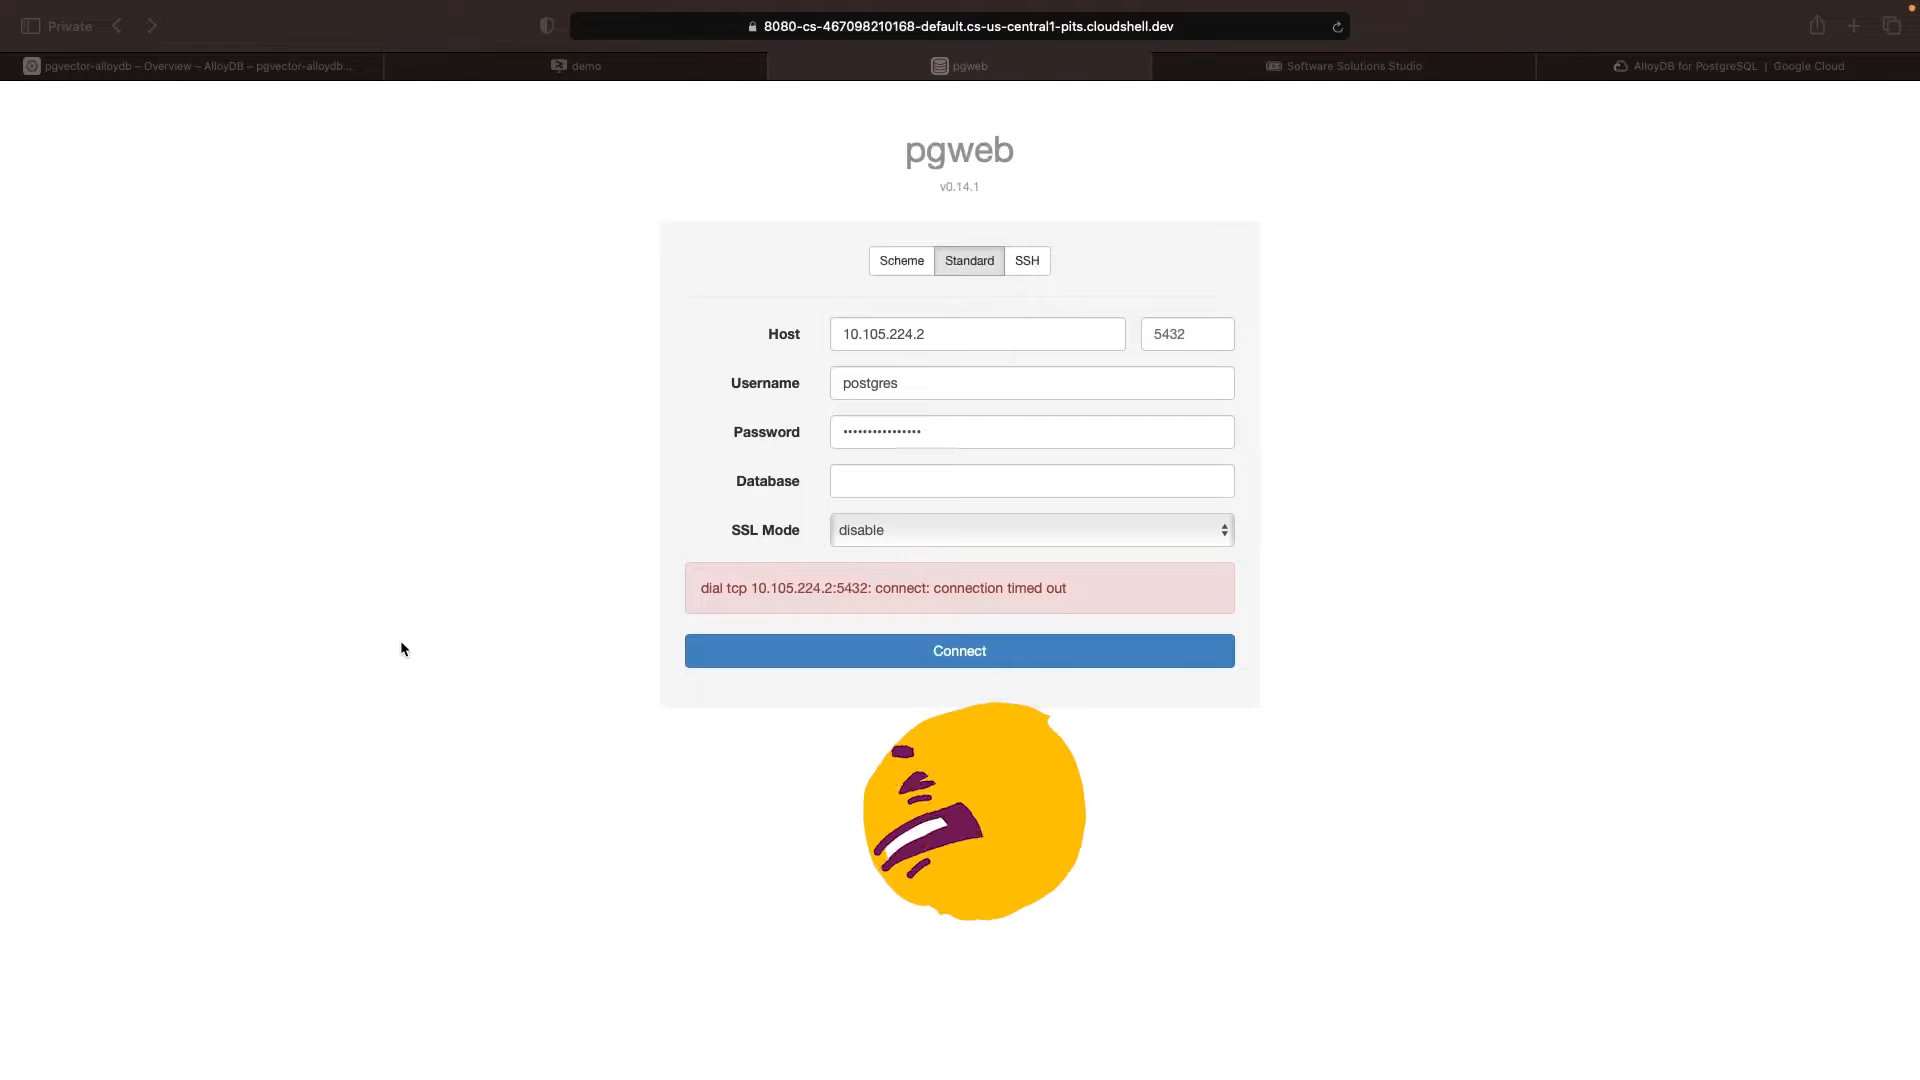 Private
8080-cs-467098210168-default.cs-us-central1-pits.cloudshell.dev
pgvector-alloydb – Overview – AlloyDB – pgvector-alloydb...
demo
pgweb
Software Solutions Studio
AlloyDB for PostgreSQL | Google Cloud
pgweb
v0.14.1
Scheme
Standard
SSH
Host
10.105.224.2
5432
Username
postgres
Password
••••••••••••••••
Database
SSL Mode
disable
dial tcp 10.105.224.2:5432: connect: connection timed out
Connect